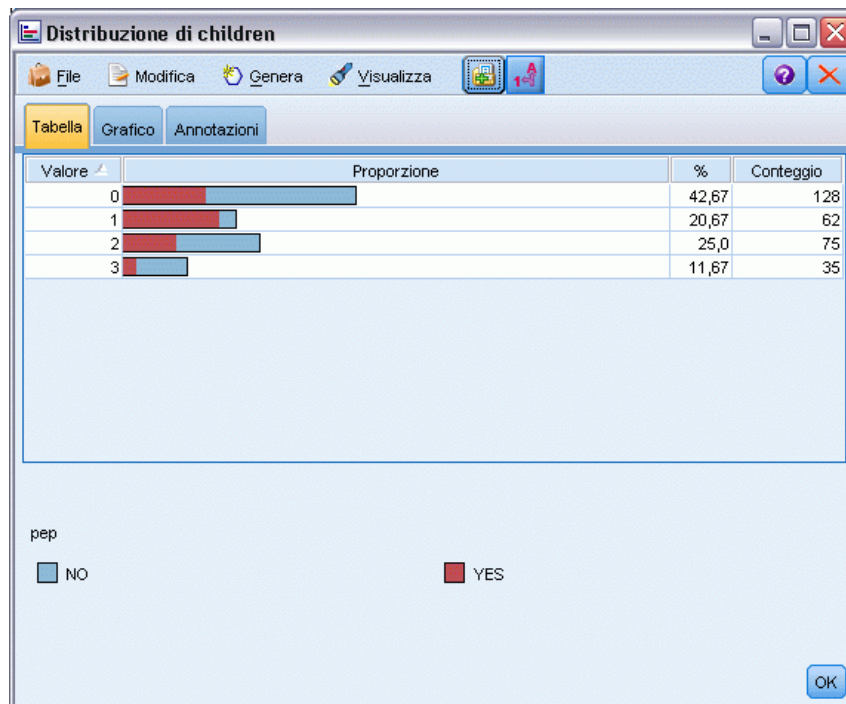 Distribuzione di children
File Modifica Genera Visualizza
Tabella Grafico Annotazioni
Valore Proporzione % Conteggio
0 42,67 128
1 20,67 62
2 25,0 75
3 11,67 35
pep
NO YES
OK